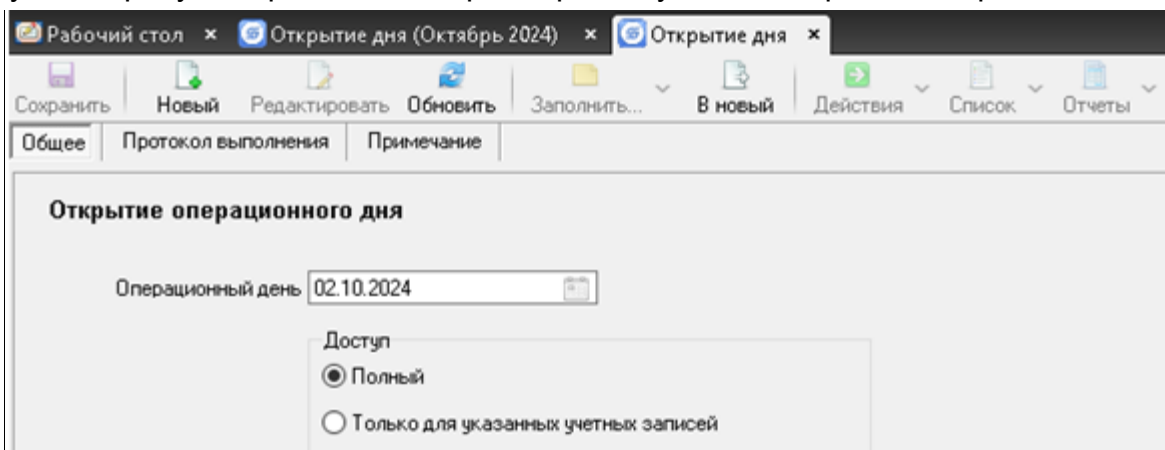 Рабочий стол × Открытие дня (Октябрь 2024) × Открытие дня ×
Сохранить Новый Редактировать Обновить Заполнить... В новый Действия Список Отчеты
Общее Протокол выполнения Примечание
Открытие операционного дня
Операционный день 02.10.2024
Доступ
Полный
Только для указанных учетных записей